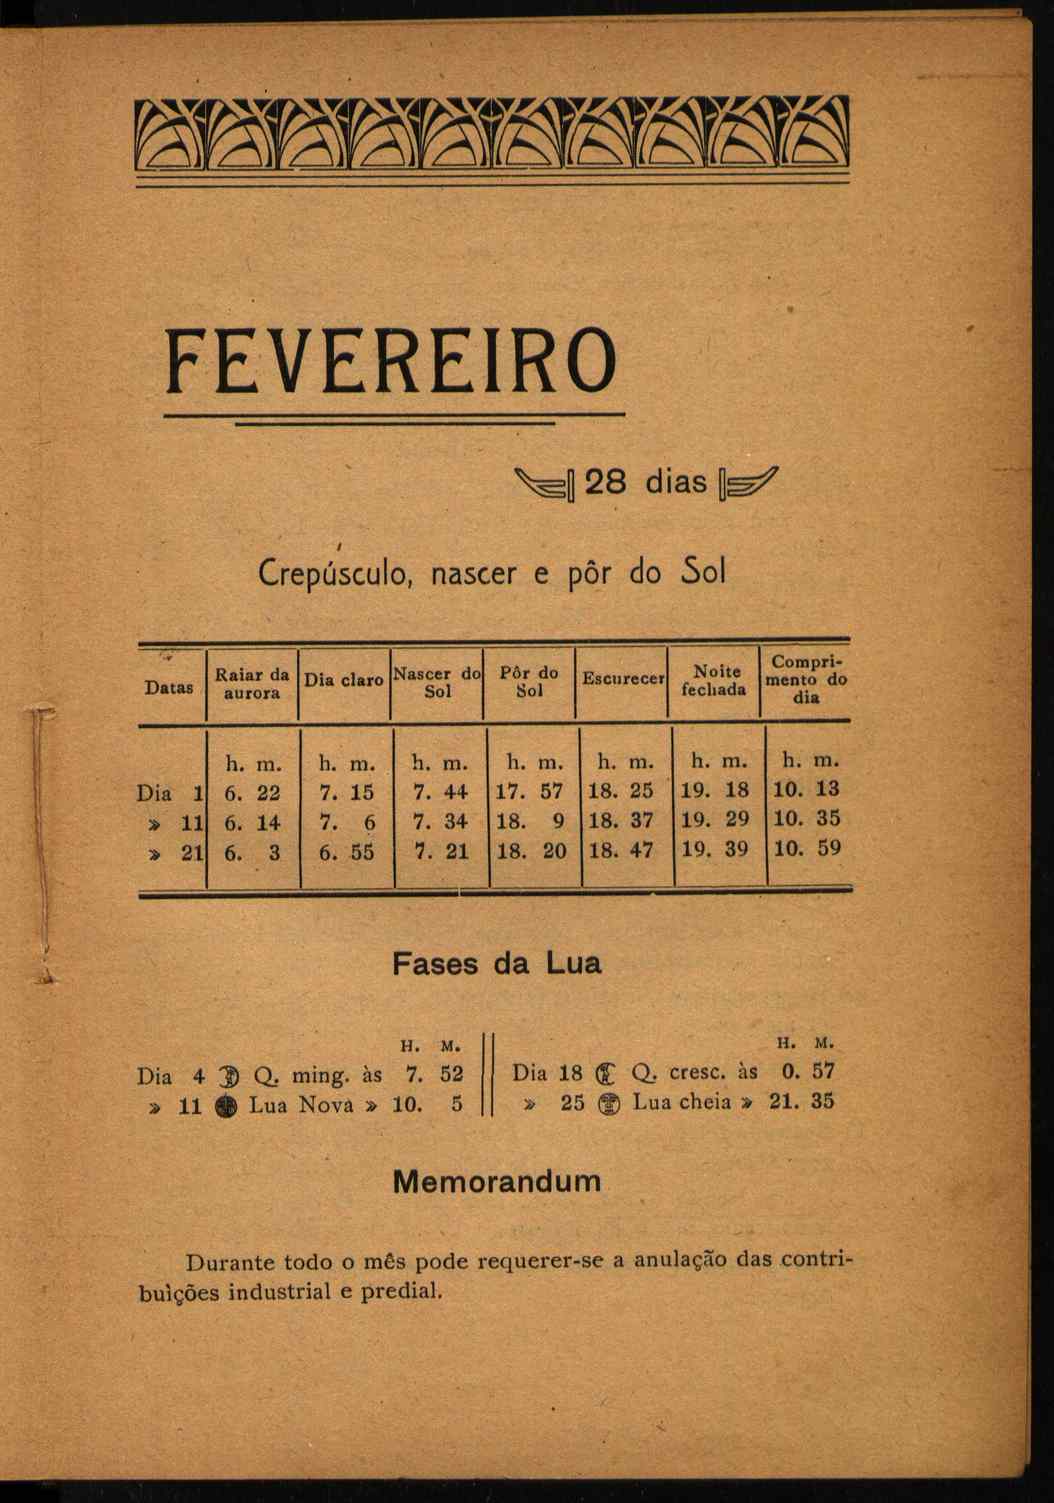 FEVEREIRO
28 dias
Crepúsculo, nascer e pôr do Sol
Datas | Raiar da aurora | Dia claro | Nascer do Sol | Pôr do Sol | Escurecer | Noite fechada | Comprimento do dia
h. m. h. m. h. m. h. m. h. m. h. m. h. m.
Dia 1 6. 22 7. 15 7. 44 17. 57 18. 25 19. 18 10. 13
» 11 6. 14 7. 6 7. 34 18. 9 18. 37 19. 29 10. 35
» 21 6. 3 6. 55 7. 21 18. 20 18. 47 19. 39 10. 59
Fases da Lua
H. M.
Dia 4 Q. ming. às 7. 52
» 11 Lua Nova » 10. 5
H. M.
Dia 18 Q. cresc. às 0. 57
» 25 Lua cheia » 21. 35
Memorandum
Durante todo o mês pode requerer-se a anulação das contri-
buìções industrial e predial.